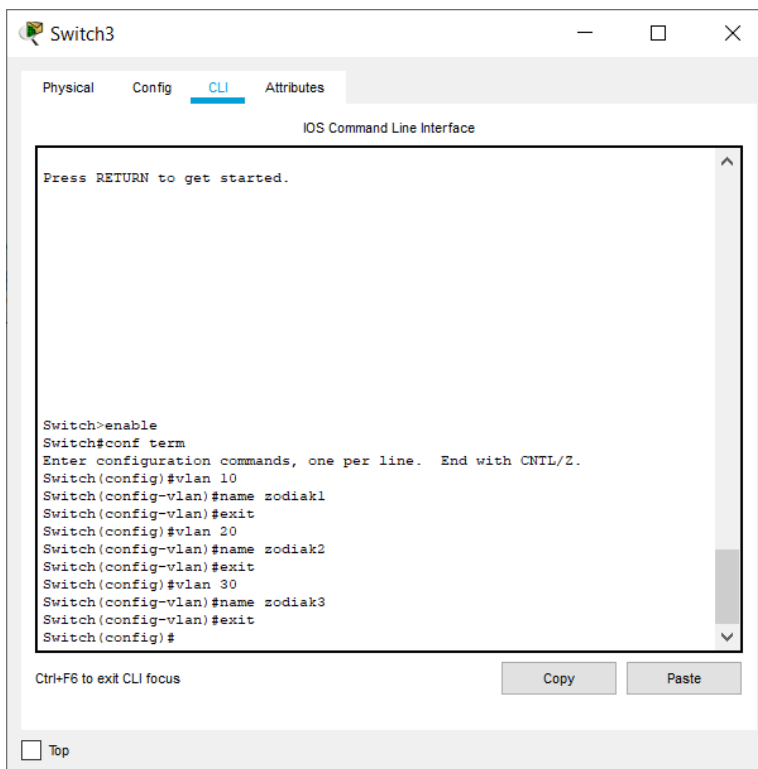 Switch3
Physical Config CLI Attributes
IOS Command Line Interface
Press RETURN to get started.
Switch>enable
Switch#conf term
Enter configuration commands, one per line.  End with CNTL/Z.
Switch(config)#vlan 10
Switch(config-vlan)#name zodiak1
Switch(config-vlan)#exit
Switch(config)#vlan 20
Switch(config-vlan)#name zodiak2
Switch(config-vlan)#exit
Switch(config)#vlan 30
Switch(config-vlan)#name zodiak3
Switch(config-vlan)#exit
Switch(config)#
Ctrl+F6 to exit CLI focus Copy Paste
Top